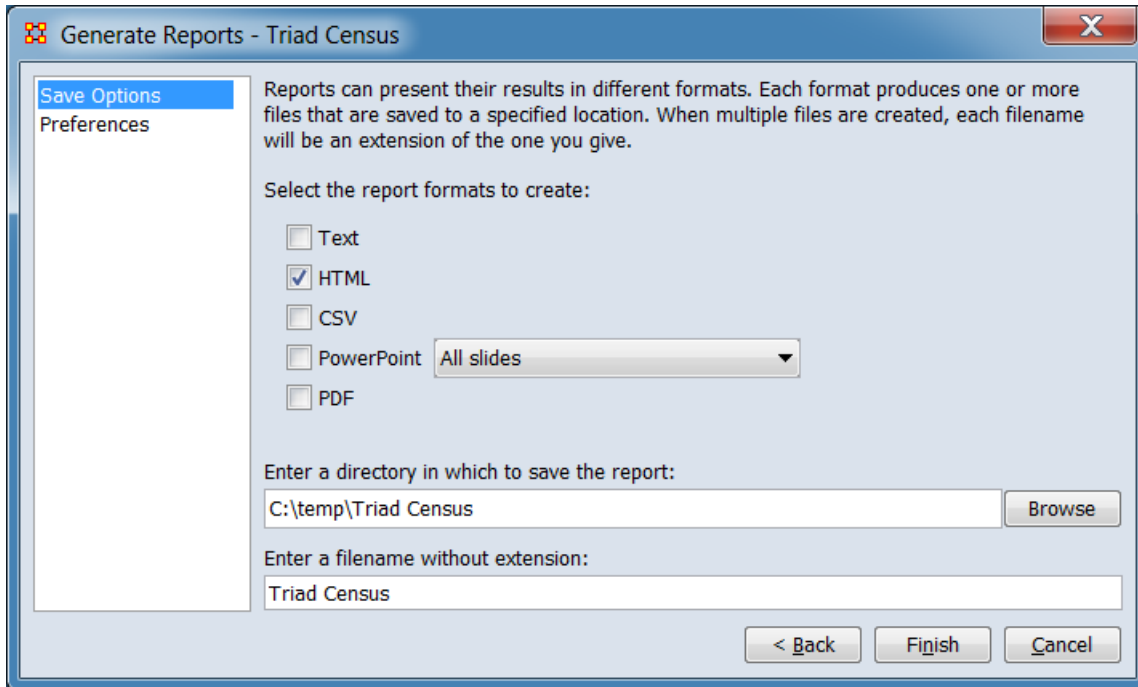 Generate Reports - Triad Census
X
Save Options
Preferences
Reports can present their results in different formats. Each format produces one or more
files that are saved to a specified location. When multiple files are created, each filename
will be an extension of the one you give.
Select the report formats to create:
Text
HTML
CSV
PowerPoint All slides
PDF
Enter a directory in which to save the report:
C:\temp\Triad Census Browse
Enter a filename without extension:
Triad Census
< Back Finish Cancel